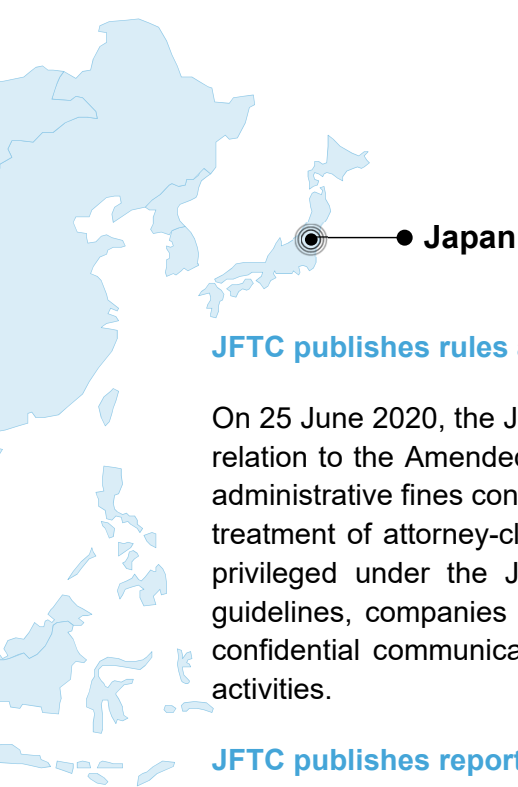 Japan
JFTC publishes rules
On 25 June 2020, the J
relation to the Amended
administrative fines con
treatment of attorney-cl
privileged under the J
guidelines, companies
confidential communica
activities.
JFTC publishes report